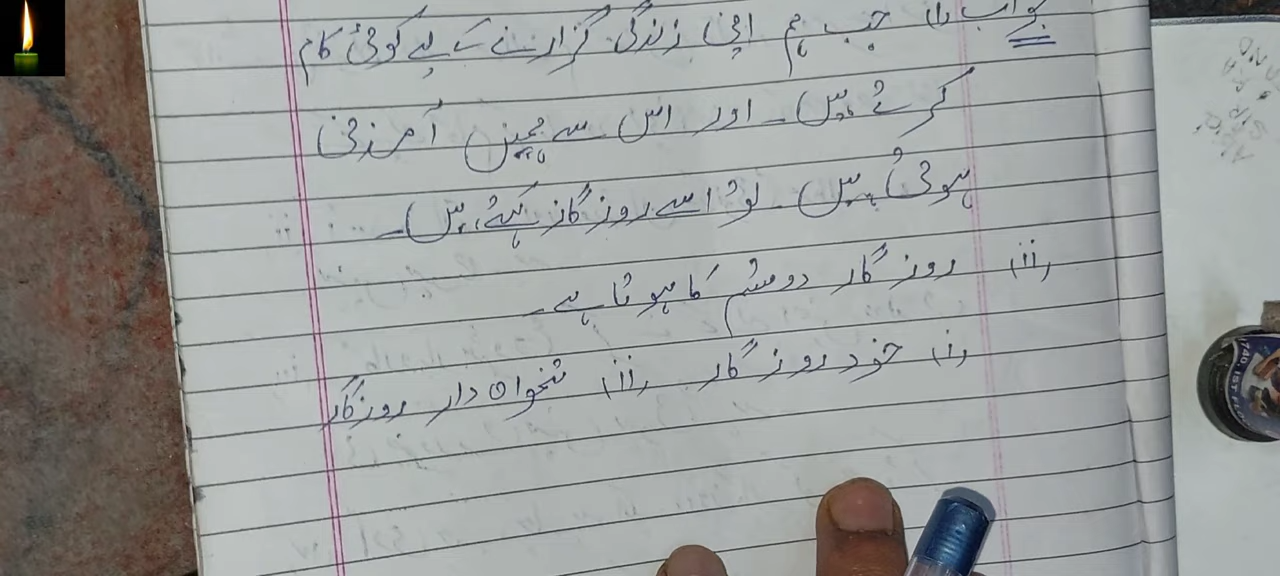 جواب (i) جب ہم اپنی زندگی گزارنے کے لیے کوئی کام
کرتے ہیں۔ اور اس سے ہمیں آمدنی
ہوتی ہیں۔ تو اسے روزگار کہتے ہیں۔
(ii) روزگار دو قسم کا ہوتا ہے۔
(i) خود روزگار (ii) تنخواہ دار روزگار